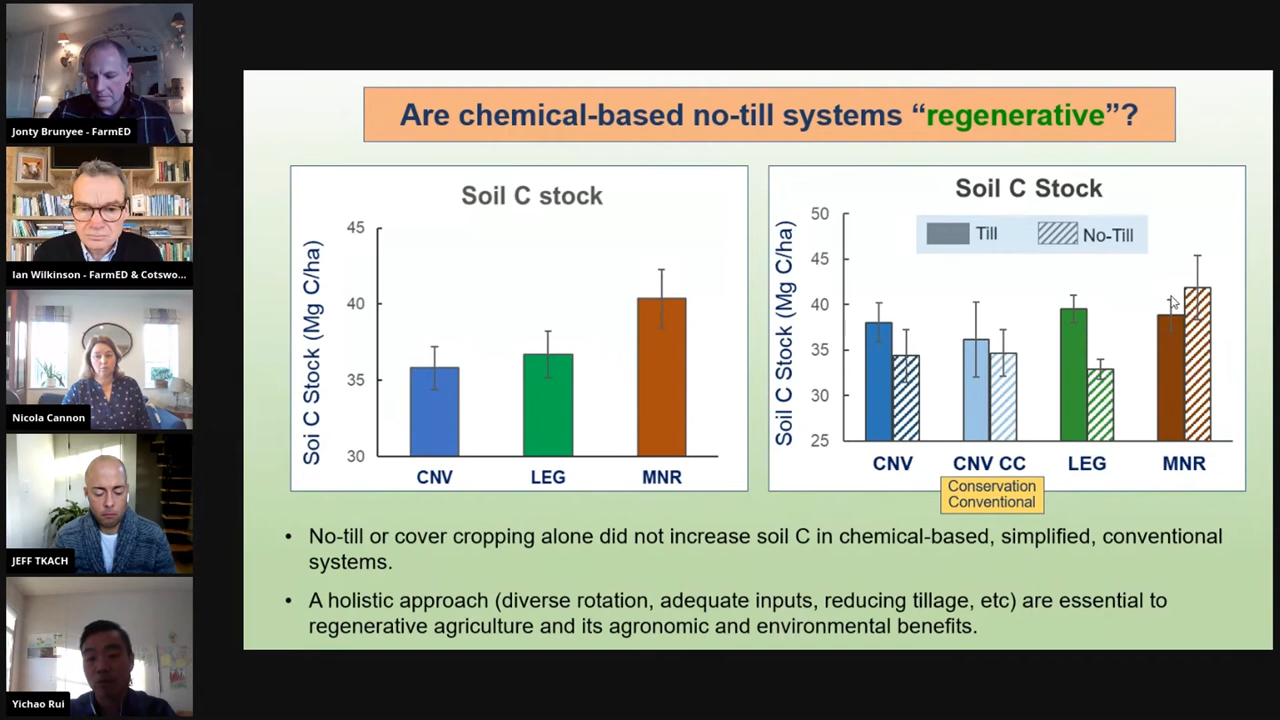 Jonty Brunyee - FarmED
Ian Wilkinson - FarmED & Cotswo...
Nicola Cannon
JEFF TKACH
Yichao Rui
Are chemical-based no-till systems “regenerative”?
Soil C stock
Soi C Stock (Mg C/ha)
45
40
35
30
CNV LEG MNR
Soil C Stock
Soil C Stock (Mg C/ha)
50
45
40
35
30
25
Till No-Till
CNV CNV CC LEG MNR
Conservation
Conventional
• No-till or cover cropping alone did not increase soil C in chemical-based, simplified, conventional
systems.
• A holistic approach (diverse rotation, adequate inputs, reducing tillage, etc) are essential to
regenerative agriculture and its agronomic and environmental benefits.